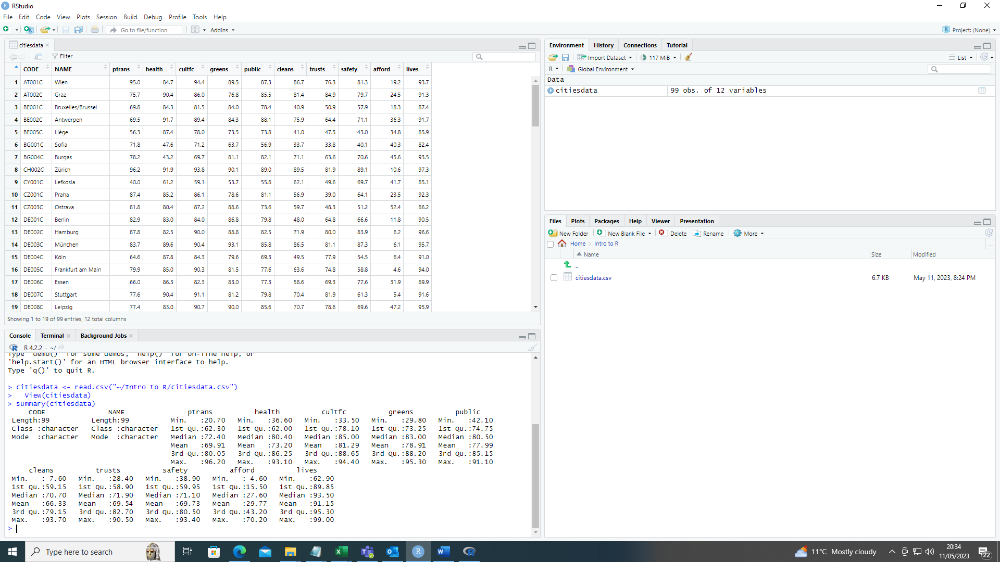 RStudio
File Edit Code View Plots Session Build Debug Profile Tools Help
Go to file/function Addins Project: (None)
citiesdata
Filter
CODE NAME ptrans health cultfc greens public cleans trusts safety afford lives
1 AT001C Wien 95.0 84.7 94.4 89.5 87.3 86.7 76.3 81.3 19.2 93.7
2 AT002C Graz 75.7 90.4 86.0 76.8 85.5 81.4 84.9 79.7 24.5 91.3
3 BE001C Bruxelles/Brussel 69.8 84.3 81.5 84.0 78.4 40.9 50.9 57.9 18.3 87.4
4 BE002C Antwerpen 69.5 91.7 89.4 84.3 88.1 75.9 64.4 71.1 36.3 91.7
5 BE005C Liège 56.3 87.4 78.0 73.5 73.8 41.0 47.5 43.0 34.8 85.9
6 BG001C Sofia 71.8 47.6 71.2 63.7 56.9 33.7 33.8 40.1 40.3 82.4
7 BG004C Burgas 78.2 43.2 69.7 81.1 82.1 71.1 63.6 70.6 45.6 93.5
8 CH002C Zürich 96.2 91.9 93.8 90.1 89.0 89.5 81.9 89.1 10.6 97.3
9 CY001C Lefkosia 40.0 61.2 59.1 53.7 55.8 62.1 49.6 69.7 41.7 85.1
10 CZ001C Praha 87.4 85.2 86.1 78.6 81.1 56.9 39.0 64.1 23.5 92.3
11 CZ003C Ostrava 81.8 80.4 87.2 88.6 73.6 59.7 48.3 51.2 52.4 86.2
12 DE001C Berlin 82.9 83.0 84.0 86.8 79.8 48.0 64.8 66.6 11.8 90.5
13 DE002C Hamburg 87.8 82.5 90.0 88.8 82.5 71.9 80.0 83.9 6.2 96.6
14 DE003C München 83.7 89.6 90.4 93.1 85.8 86.5 81.1 87.3 6.1 95.7
15 DE004C Köln 64.6 87.8 84.3 79.6 69.3 49.5 77.9 54.5 6.4 91.0
16 DE005C Frankfurt am Main 79.9 85.0 90.3 81.5 77.6 63.6 74.8 58.8 4.6 94.0
17 DE006C Essen 66.0 86.3 82.3 83.0 77.3 58.6 69.3 77.6 31.9 89.9
18 DE007C Stuttgart 77.6 90.4 91.1 81.2 79.8 70.4 81.9 61.3 5.4 91.6
19 DE008C Leipzig 77.4 83.0 90.7 90.0 85.6 70.7 78.6 69.6 47.2 95.9
Showing 1 to 19 of 99 entries, 12 total columns
Console Terminal Background Jobs
R 4.2.2 · ~/
Type 'demo()' for some demos, 'help()' for on-line help, or
'help.start()' for an HTML browser interface to help.
Type 'q()' to quit R.
> citiesdata <- read.csv("~/Intro to R/citiesdata.csv")
>   View(citiesdata)
> summary(citiesdata)
CODE NAME ptrans health cultfc greens public
Length:99 Length:99 Min. :20.70 Min. :36.60 Min. :33.50 Min. :29.80 Min. :42.10
Class :character Class :character 1st Qu.:62.30 1st Qu.:62.00 1st Qu.:78.10 1st Qu.:73.25 1st Qu.:74.75
Mode :character Mode :character Median :72.40 Median :80.40 Median :85.00 Median :83.00 Median :80.50
Mean :69.91 Mean :73.20 Mean :81.29 Mean :78.91 Mean :77.99
3rd Qu.:80.05 3rd Qu.:86.25 3rd Qu.:88.65 3rd Qu.:88.20 3rd Qu.:85.15
Max. :96.20 Max. :93.10 Max. :94.40 Max. :95.30 Max. :91.10
cleans trusts safety afford lives
Min. : 7.60 Min. :28.40 Min. :38.90 Min. : 4.60 Min. :62.90
1st Qu.:59.15 1st Qu.:58.90 1st Qu.:59.95 1st Qu.:15.50 1st Qu.:89.85
Median :70.70 Median :71.90 Median :71.10 Median :27.60 Median :93.50
Mean :66.33 Mean :69.54 Mean :69.73 Mean :29.77 Mean :91.15
3rd Qu.:79.15 3rd Qu.:82.70 3rd Qu.:80.50 3rd Qu.:43.20 3rd Qu.:95.30
Max. :93.70 Max. :90.50 Max. :93.40 Max. :70.20 Max. :99.00
>
Environment History Connections Tutorial
Import Dataset 117 MiB List
R Global Environment
Data
citiesdata 99 obs. of 12 variables
Files Plots Packages Help Viewer Presentation
New Folder New Blank File Delete Rename More
Home Intro to R ...
Name Size Modified
..
citiesdata.csv 6.7 KB May 11, 2023, 8:24 PM
Type here to search
11°C Mostly cloudy
20:34
11/05/2023
22